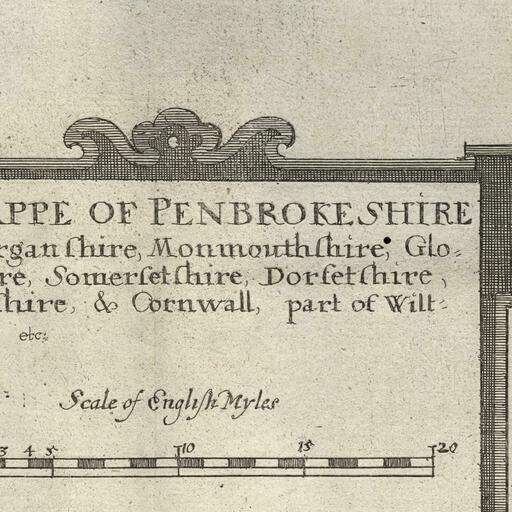 APPE OF PENBROKESHIRE
rganshire, Monmouthshire, Glo-
re, Somersetshire, Dorsetshire,
shire, & Cornwall, part of Wilt-
etc:
Scale of English Myles
3 4 5 10 15 20